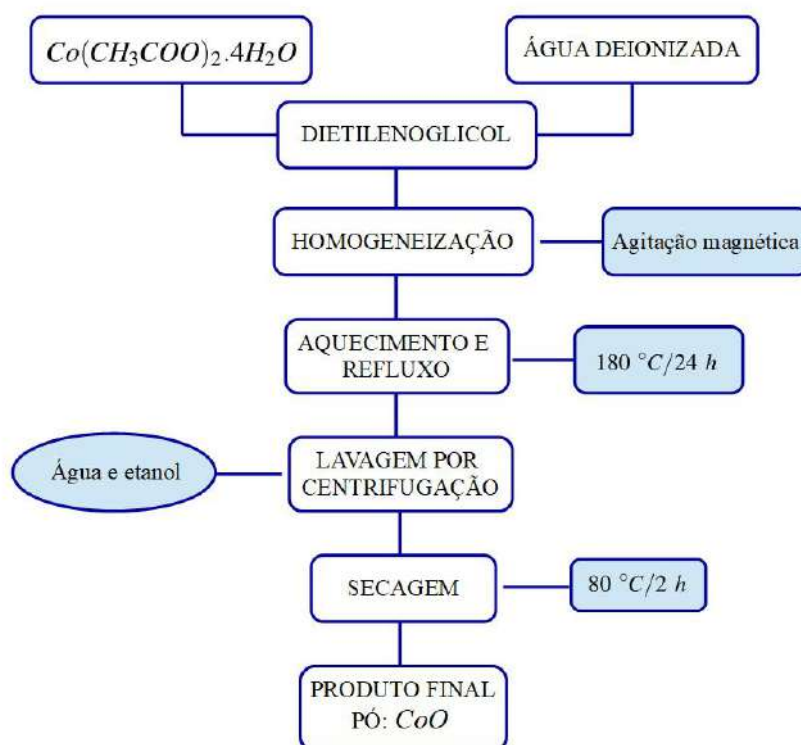 Co(CH₃COO)₂.4H₂O
ÁGUA DEIONIZADA
DIETILENOGLICOL
HOMOGENEIZAÇÃO
Agitação magnética
AQUECIMENTO E
REFLUXO
180 °C/24 h
Água e etanol
LAVAGEM POR
CENTRIFUGAÇÃO
SECAGEM
80 °C/2 h
PRODUTO FINAL
PÓ: CoO